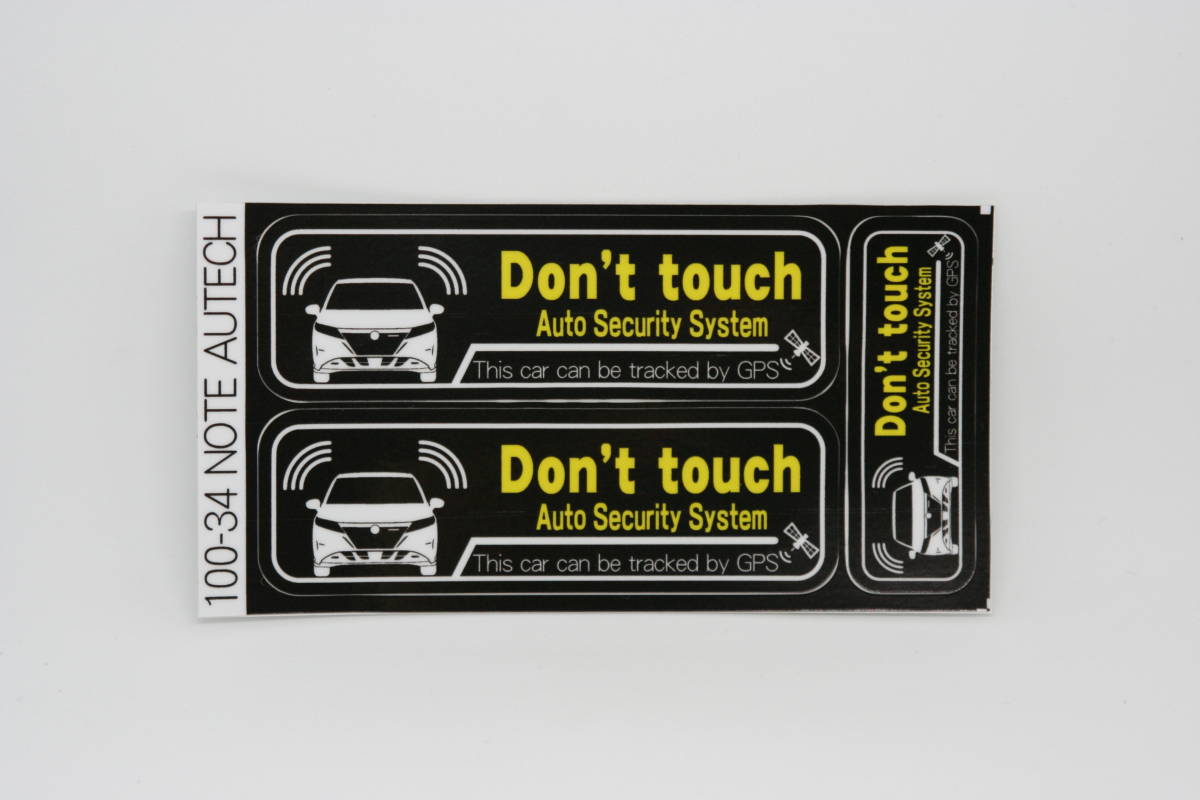 100-34 NOTE AUTECH
Don't touch
Auto Security System
This car can be tracked by GPS
Don't touch
Auto Security System
This car can be tracked by GPS
Don't touch
Auto Security System
This car can be tracked by GPS